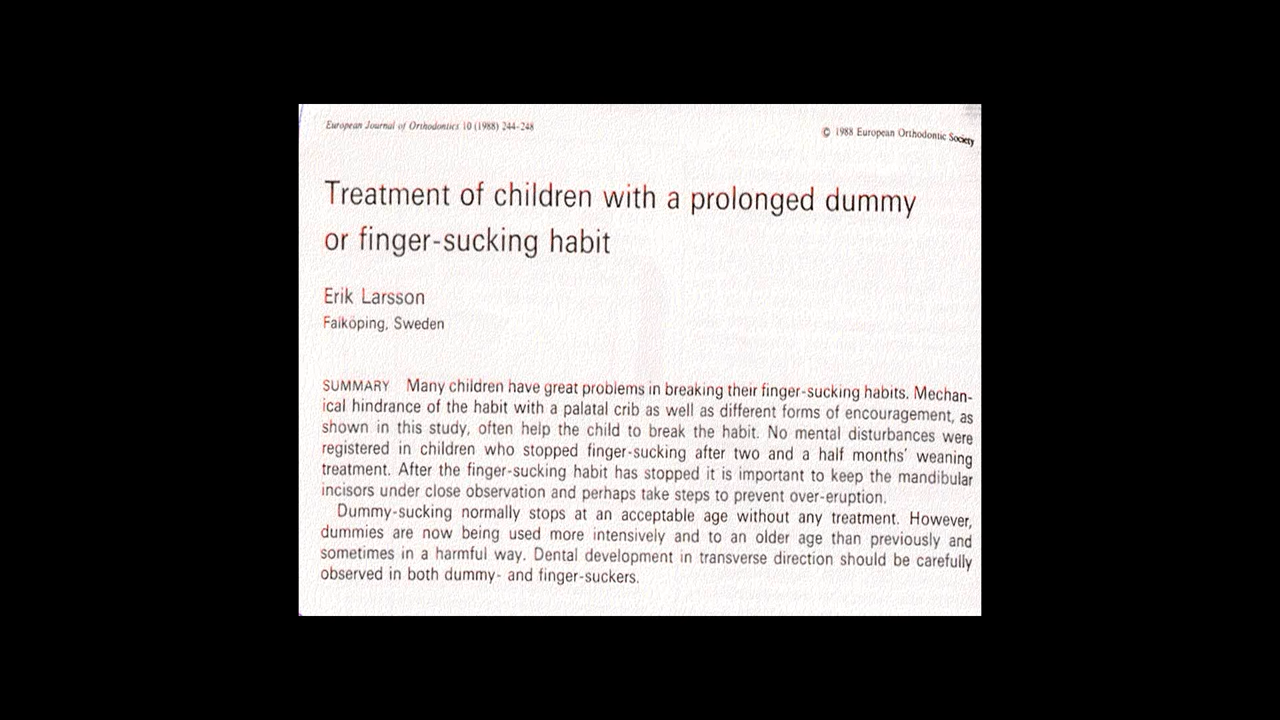 European Journal of Orthodontics 10 (1988) 244-248
© 1988 European Orthodontic Society
Treatment of children with a prolonged dummy
or finger-sucking habit
Erik Larsson
Falköping, Sweden
SUMMARY Many children have great problems in breaking their finger-sucking habits. Mechan-
ical hindrance of the habit with a palatal crib as well as different forms of encouragement, as
shown in this study, often help the child to break the habit. No mental disturbances were
registered in children who stopped finger-sucking after two and a half months' weaning
treatment. After the finger-sucking habit has stopped it is important to keep the mandibular
incisors under close observation and perhaps take steps to prevent over-eruption.
Dummy-sucking normally stops at an acceptable age without any treatment. However,
dummies are now being used more intensively and to an older age than previously and
sometimes in a harmful way. Dental development in transverse direction should be carefully
observed in both dummy- and finger-suckers.